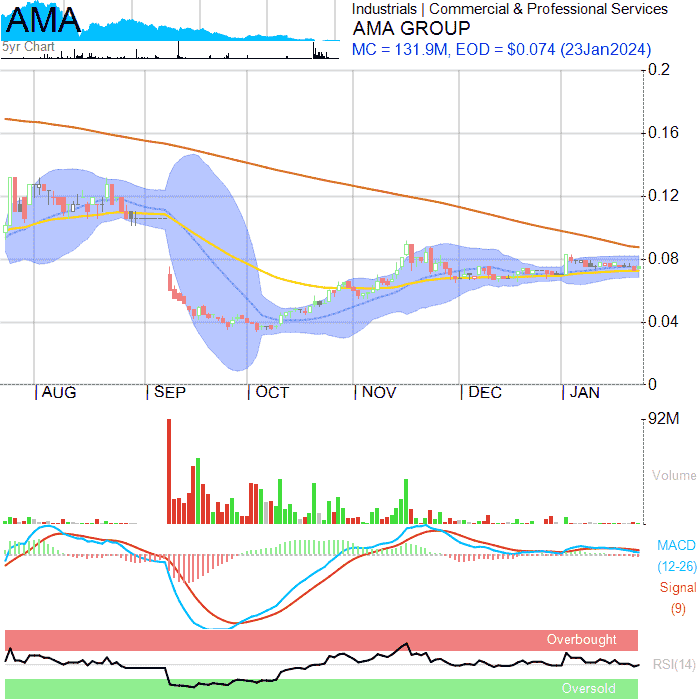 AMA
5yr Chart
Industrials | Commercial & Professional Services
AMA GROUP
MC = 131.9M, EOD = $0.074 (23Jan2024)
0.2
0.16
0.12
0.08
0.04
0
AUG SEP OCT NOV DEC JAN
92M
Volume
MACD
(12-26)
Signal
(9)
Overbought
RSI(14)
Oversold